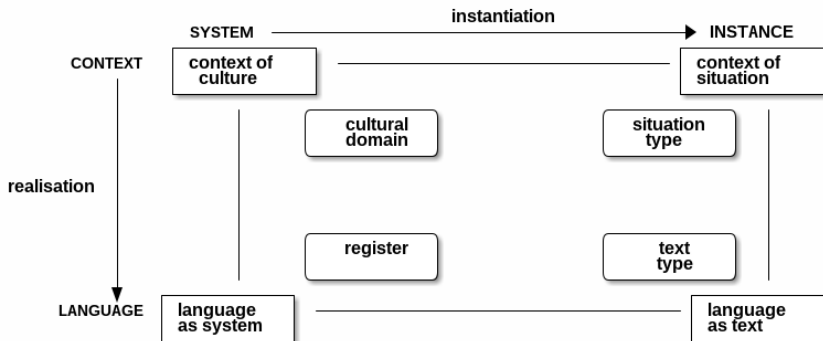 instantiation
SYSTEM
INSTANCE
CONTEXT
context of
culture
context of
situation
cultural
domain
situation
type
realisation
register
text
type
LANGUAGE
language
as system
language
as text